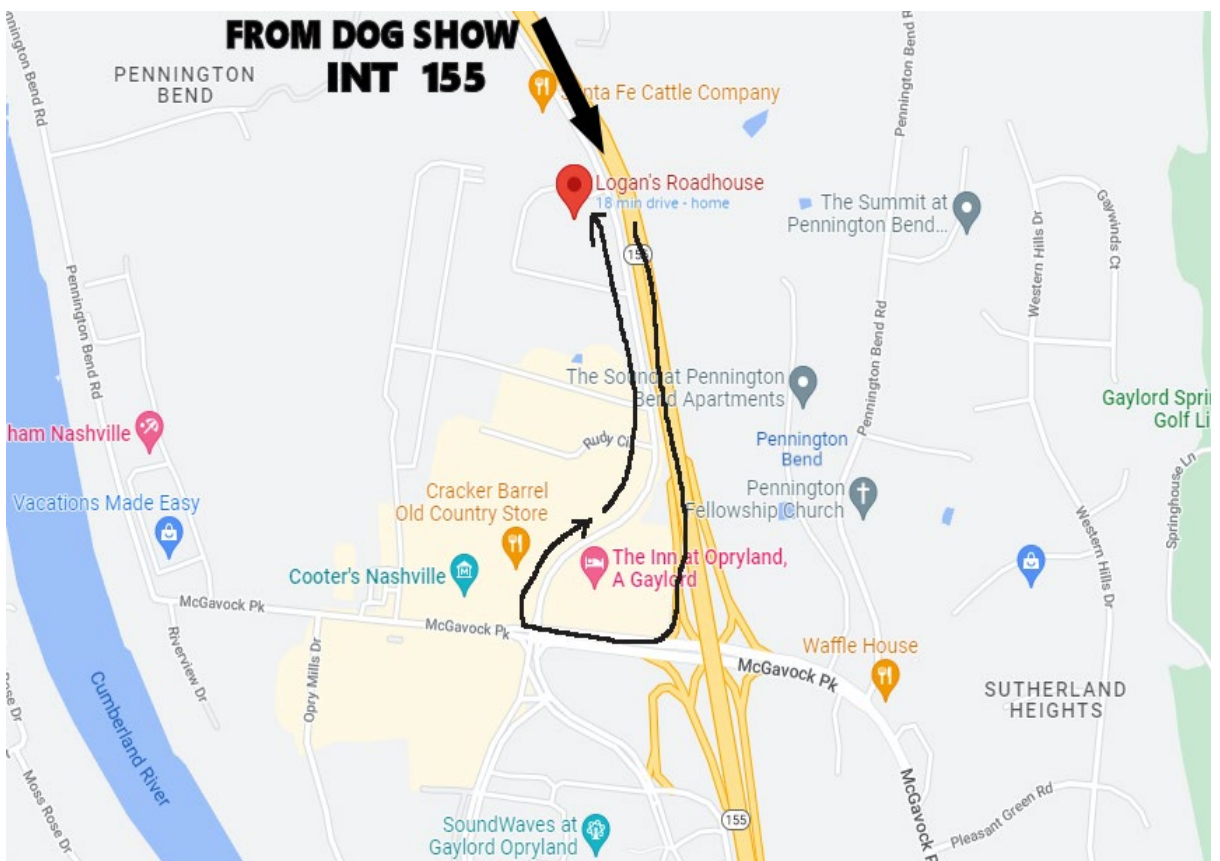 FROM DOG SHOW
INT 155
Pennington Bend Rd
PENNINGTON
BEND
Santa Fe Cattle Company
Pennington Bend R
Logan's Roadhouse
18 min drive - home
The Summit at
Pennington Bend...
Western Hills Dr
Gaywinds Ct
155
Pennington Bend Rd
Pennington Bend Rd
The Sound at Pennington
Bend Apartments
Gaylord Spri
Golf Li
ham Nashville
Rudy Ci
Pennington
Bend
Cracker Barrel
Old Country Store
Pennington
Fellowship Church
Springhouse Ln
Vacations Made Easy
Western Hills Dr
Cooter's Nashville
The Inn at Opryland,
A Gaylord
McGavock Pk
McGavock Pk
Riverview Dr
Opry Mills Dr
Waffle House
McGavock Pk
SUTHERLAND
HEIGHTS
Cumberland River
Rose Dr
Moss Rose Dr
McGavock P
Pleasant Green Rd
155
SoundWaves at
Gaylord Opryland